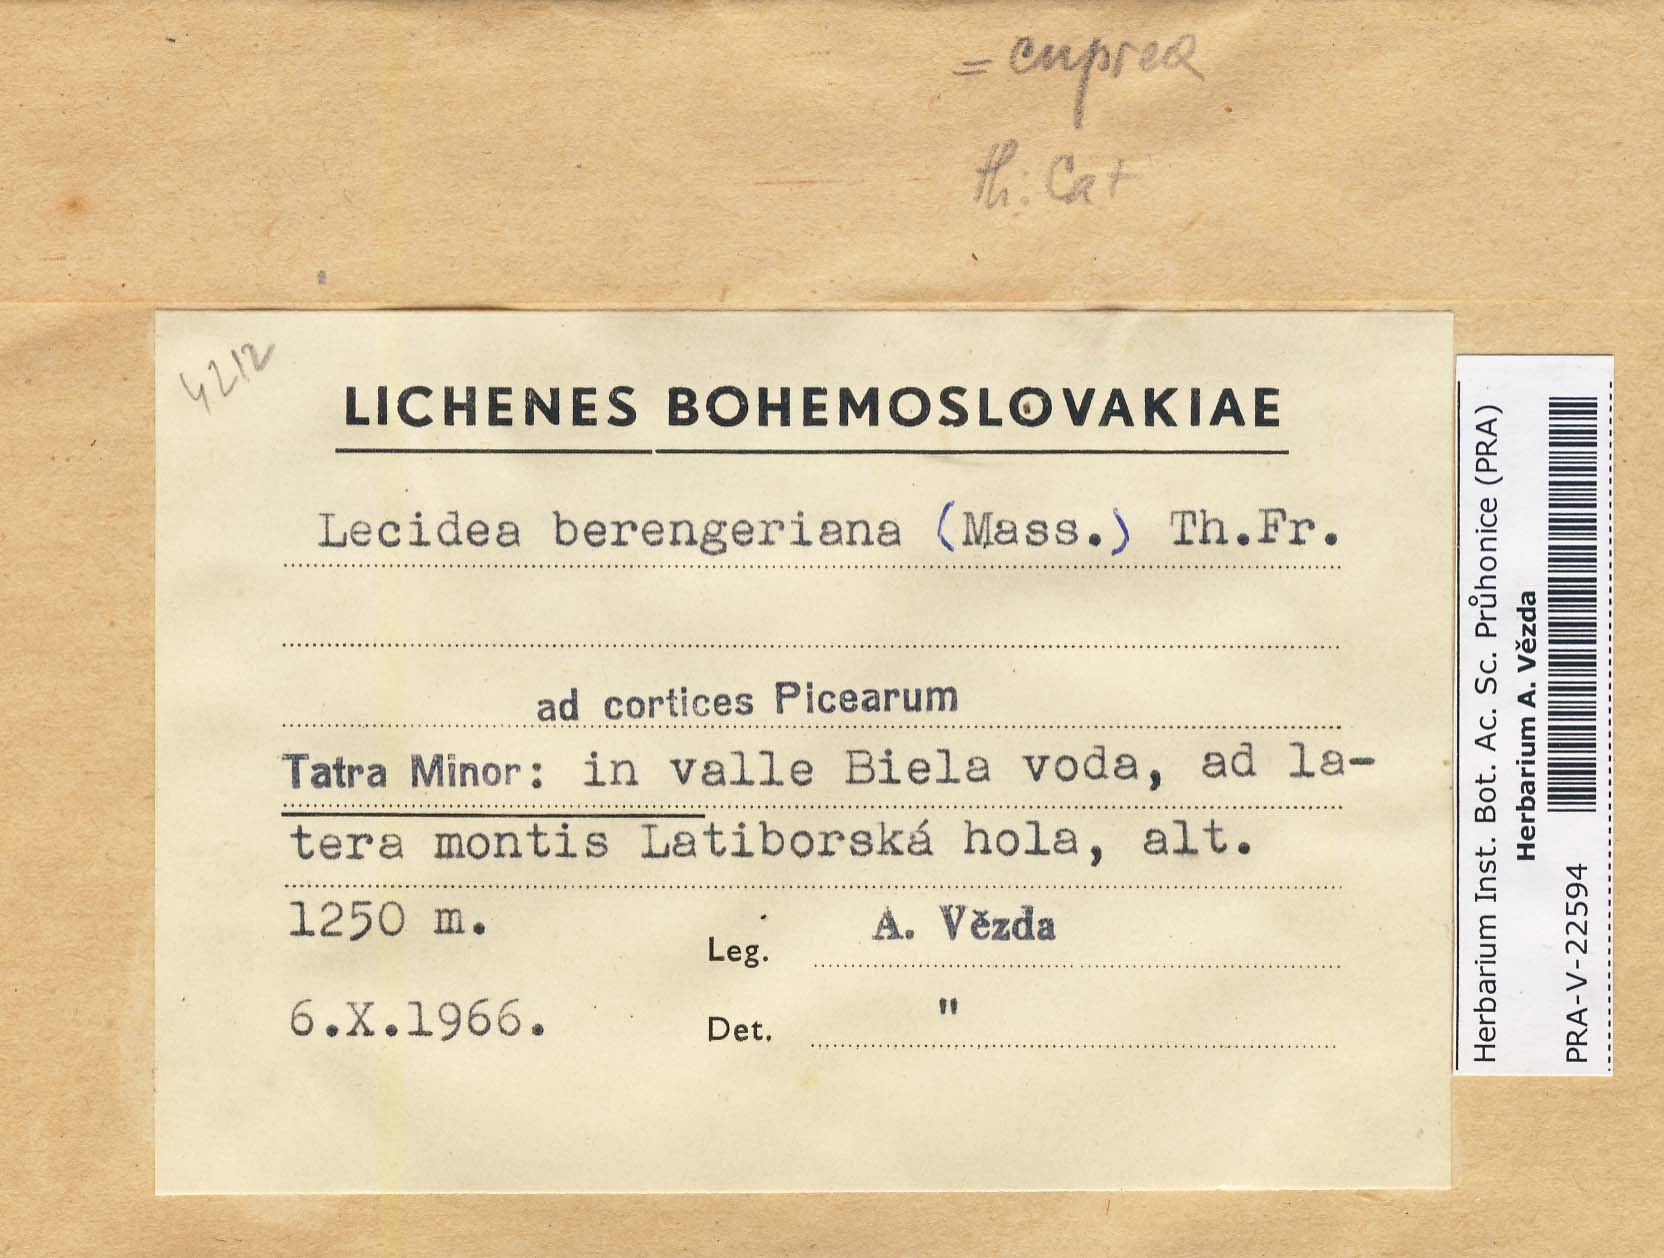 = cuprea
th: Ca+
4212
LICHENES BOHEMOSLOVAKIAE
Lecidea berengeriana (Mass.) Th.Fr.
ad cortices Picearum
Tatra Minor: in valle Biela voda, ad la-
tera montis Latiborská hola, alt.
1250 m.
Leg. A. Vězda
6.X.1966.
Det. "
Herbarium Inst. Bot. Ac. Sc. Průhonice (PRA)
Herbarium A. Vězda
PRA-V-22594